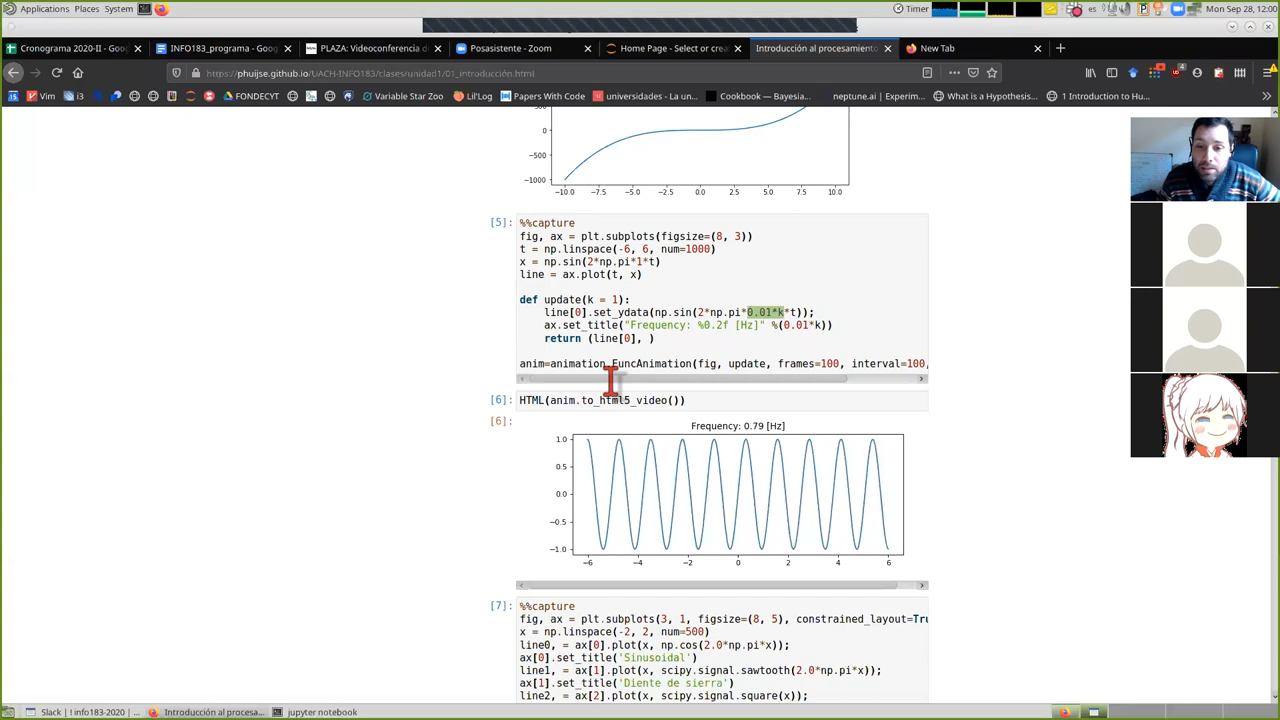 Applications Places System
Timer
es
Mon Sep 28, 12:00
Cronograma 2020-II - Goo
INFO183_programa - Goog
PLAZA: Videoconferencia d
Posasistente - Zoom
Home Page - Select or crea
Introducción al procesamiento
New Tab
https://phuijse.github.io/UACH-INFO183/clases/unidad1/01_introducción.html
Vim
i3
FONDECYT
Variable Star Zoo
Lil'Log
Papers With Code
universidades - La un...
Cookbook — Bayesia...
neptune.ai | Experim...
What is a Hypothesis...
1 Introduction to Hu...
0
−500
−1000
−10.0 −7.5 −5.0 −2.5 0.0 2.5 5.0 7.5 10.0
[5]:
%%capture
fig, ax = plt.subplots(figsize=(8, 3))
t = np.linspace(-6, 6, num=1000)
x = np.sin(2*np.pi*1*t)
line = ax.plot(t, x)
def update(k = 1):
line[0].set_ydata(np.sin(2*np.pi*0.01*k*t));
ax.set_title("Frequency: %0.2f [Hz]" %(0.01*k))
return (line[0], )
anim=animation.FuncAnimation(fig, update, frames=100, interval=100,
[6]:
HTML(anim.to_html5_video())
[6]:
Frequency: 0.79 [Hz]
1.0
0.5
0.0
−0.5
−1.0
−6 −4 −2 0 2 4 6
[7]:
%%capture
fig, ax = plt.subplots(3, 1, figsize=(8, 5), constrained_layout=Tru
x = np.linspace(-2, 2, num=500)
line0, = ax[0].plot(x, np.cos(2.0*np.pi*x));
ax[0].set_title('Sinusoidal')
line1, = ax[1].plot(x, scipy.signal.sawtooth(2.0*np.pi*x));
ax[1].set_title('Diente de sierra')
line2, = ax[2].plot(x, scipy.signal.square(x));
Slack | ! info183-2020 | ...
Introducción al procesa...
jupyter notebook